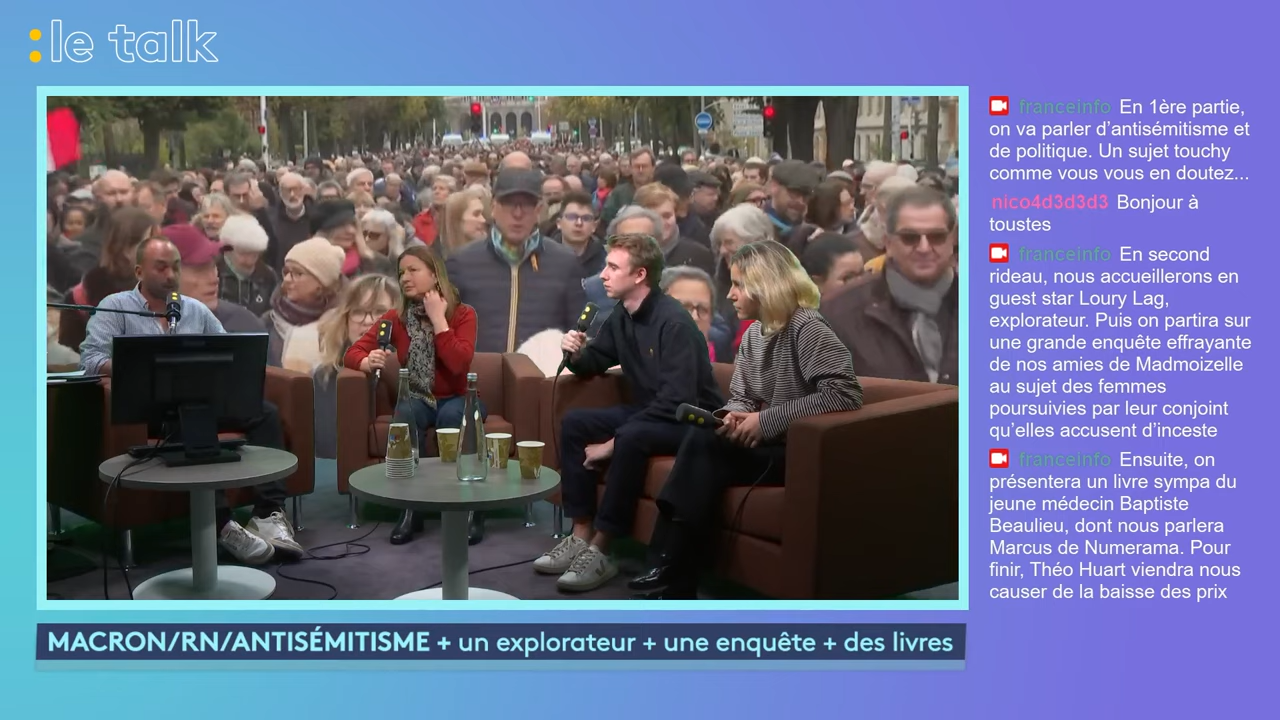 :le talk
franceinfo En 1ère partie,
on va parler d'antisémitisme et
de politique. Un sujet touchy
comme vous vous en doutez...
nico4d3d3d3 Bonjour à
toustes
franceinfo En second
rideau, nous accueillerons en
guest star Loury Lag,
explorateur. Puis on partira sur
une grande enquête effrayante
de nos amies de Madmoizelle
au sujet des femmes
poursuivies par leur conjoint
qu'elles accusent d'inceste
franceinfo Ensuite, on
présentera un livre sympa du
jeune médecin Baptiste
Beaulieu, dont nous parlera
Marcus de Numerama. Pour
finir, Théo Huart viendra nous
causer de la baisse des prix
MACRON/RN/ANTISÉMITISME + un explorateur + une enquête + des livres